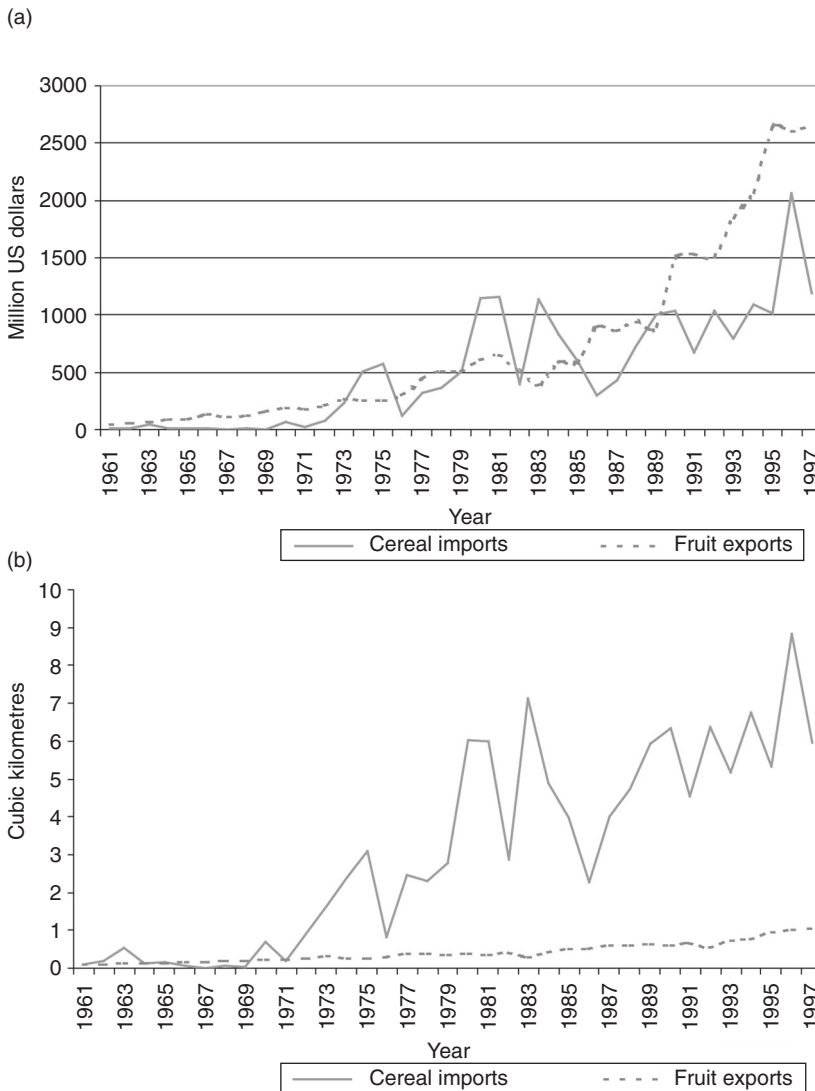 (a)
3000
2500
2000
1500
1000
500
0
Million US dollars
1961 1963 1965 1967 1969 1971 1973 1975 1977 1979 1981 1983 1985 1987 1989 1991 1993 1995 1997
Year
Cereal imports Fruit exports
(b)
10
9
8
7
6
5
4
3
2
1
0
Cubic kilometres
1961 1963 1965 1967 1969 1971 1973 1975 1977 1979 1981 1983 1985 1987 1989 1991 1993 1995 1997
Year
Cereal imports Fruit exports